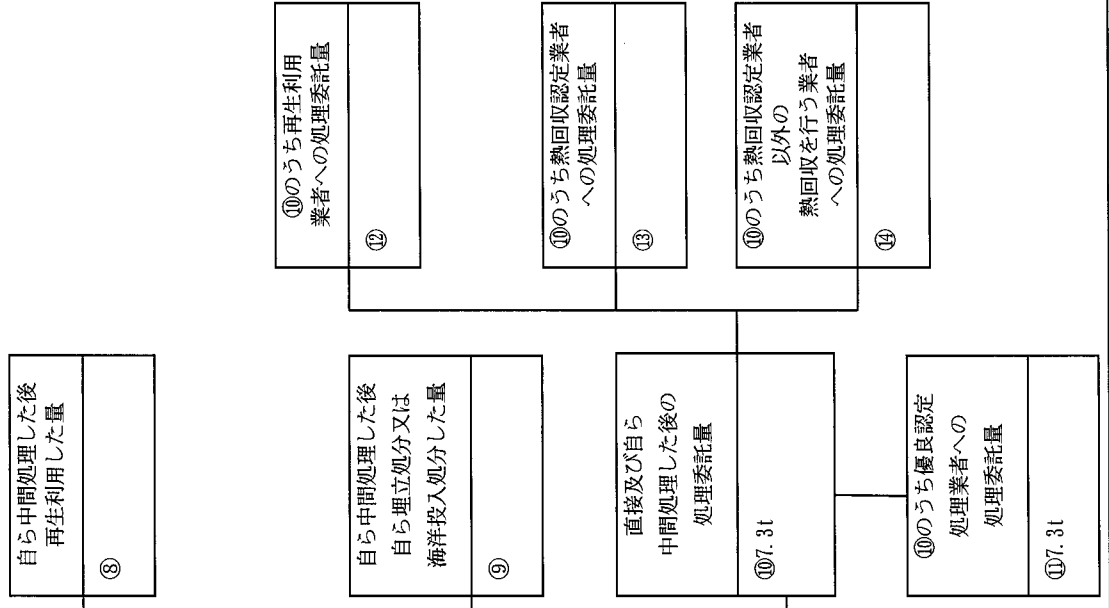 自ら中間処理した後
再生利用した量
⑧
自ら中間処理した後
自ら埋立処分又は
海洋投入処分した量
⑨
直接及び自ら
中間処理した後の
処理委託量
⑩7.3t
⑩のうち優良認定
処理業者への
処理委託量
⑪7.3t
⑩のうち再生利用
業者への処理委託量
⑫
⑩のうち熱回収認定業者
への処理委託量
⑬
⑩のうち熱回収認定業者
以外の
熱回収を行う業者
への処理委託量
⑭